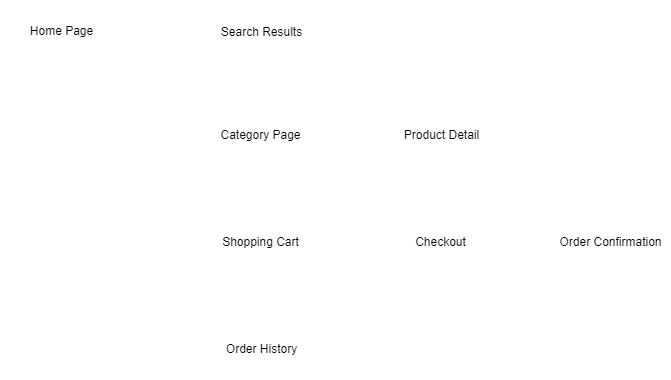 Home Page
Search Results
Category Page
Product Detail
Shopping Cart
Checkout
Order Confirmation
Order History